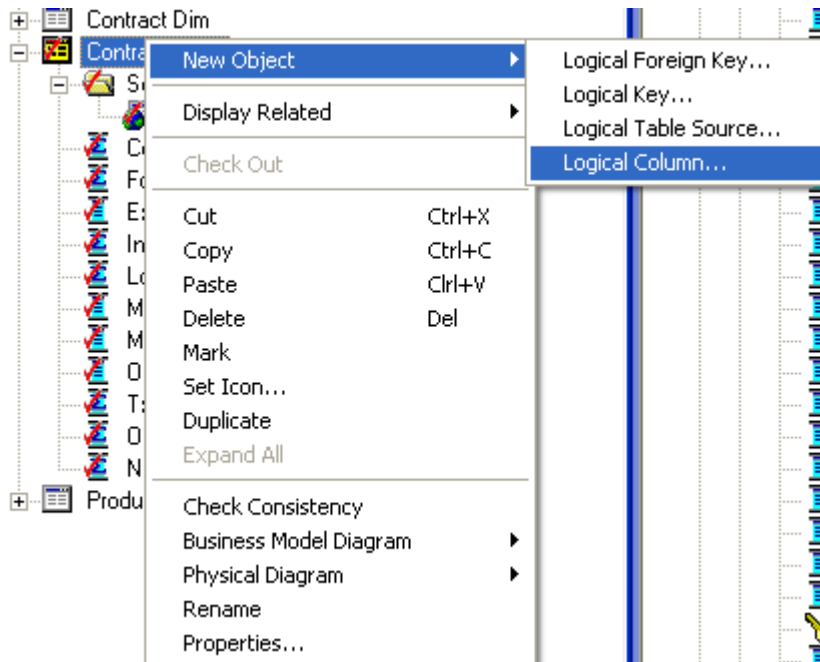 Contract Dim
Contra
New Object
Logical Foreign Key...
Logical Key...
Logical Table Source...
Logical Column...
Display Related
Check Out
Cut Ctrl+X
Copy Ctrl+C
Paste Clrl+V
Delete Del
Mark
Set Icon...
Duplicate
Expand All
Check Consistency
Business Model Diagram
Physical Diagram
Rename
Properties...
Fo
In
M
M
O
O
N
Produ